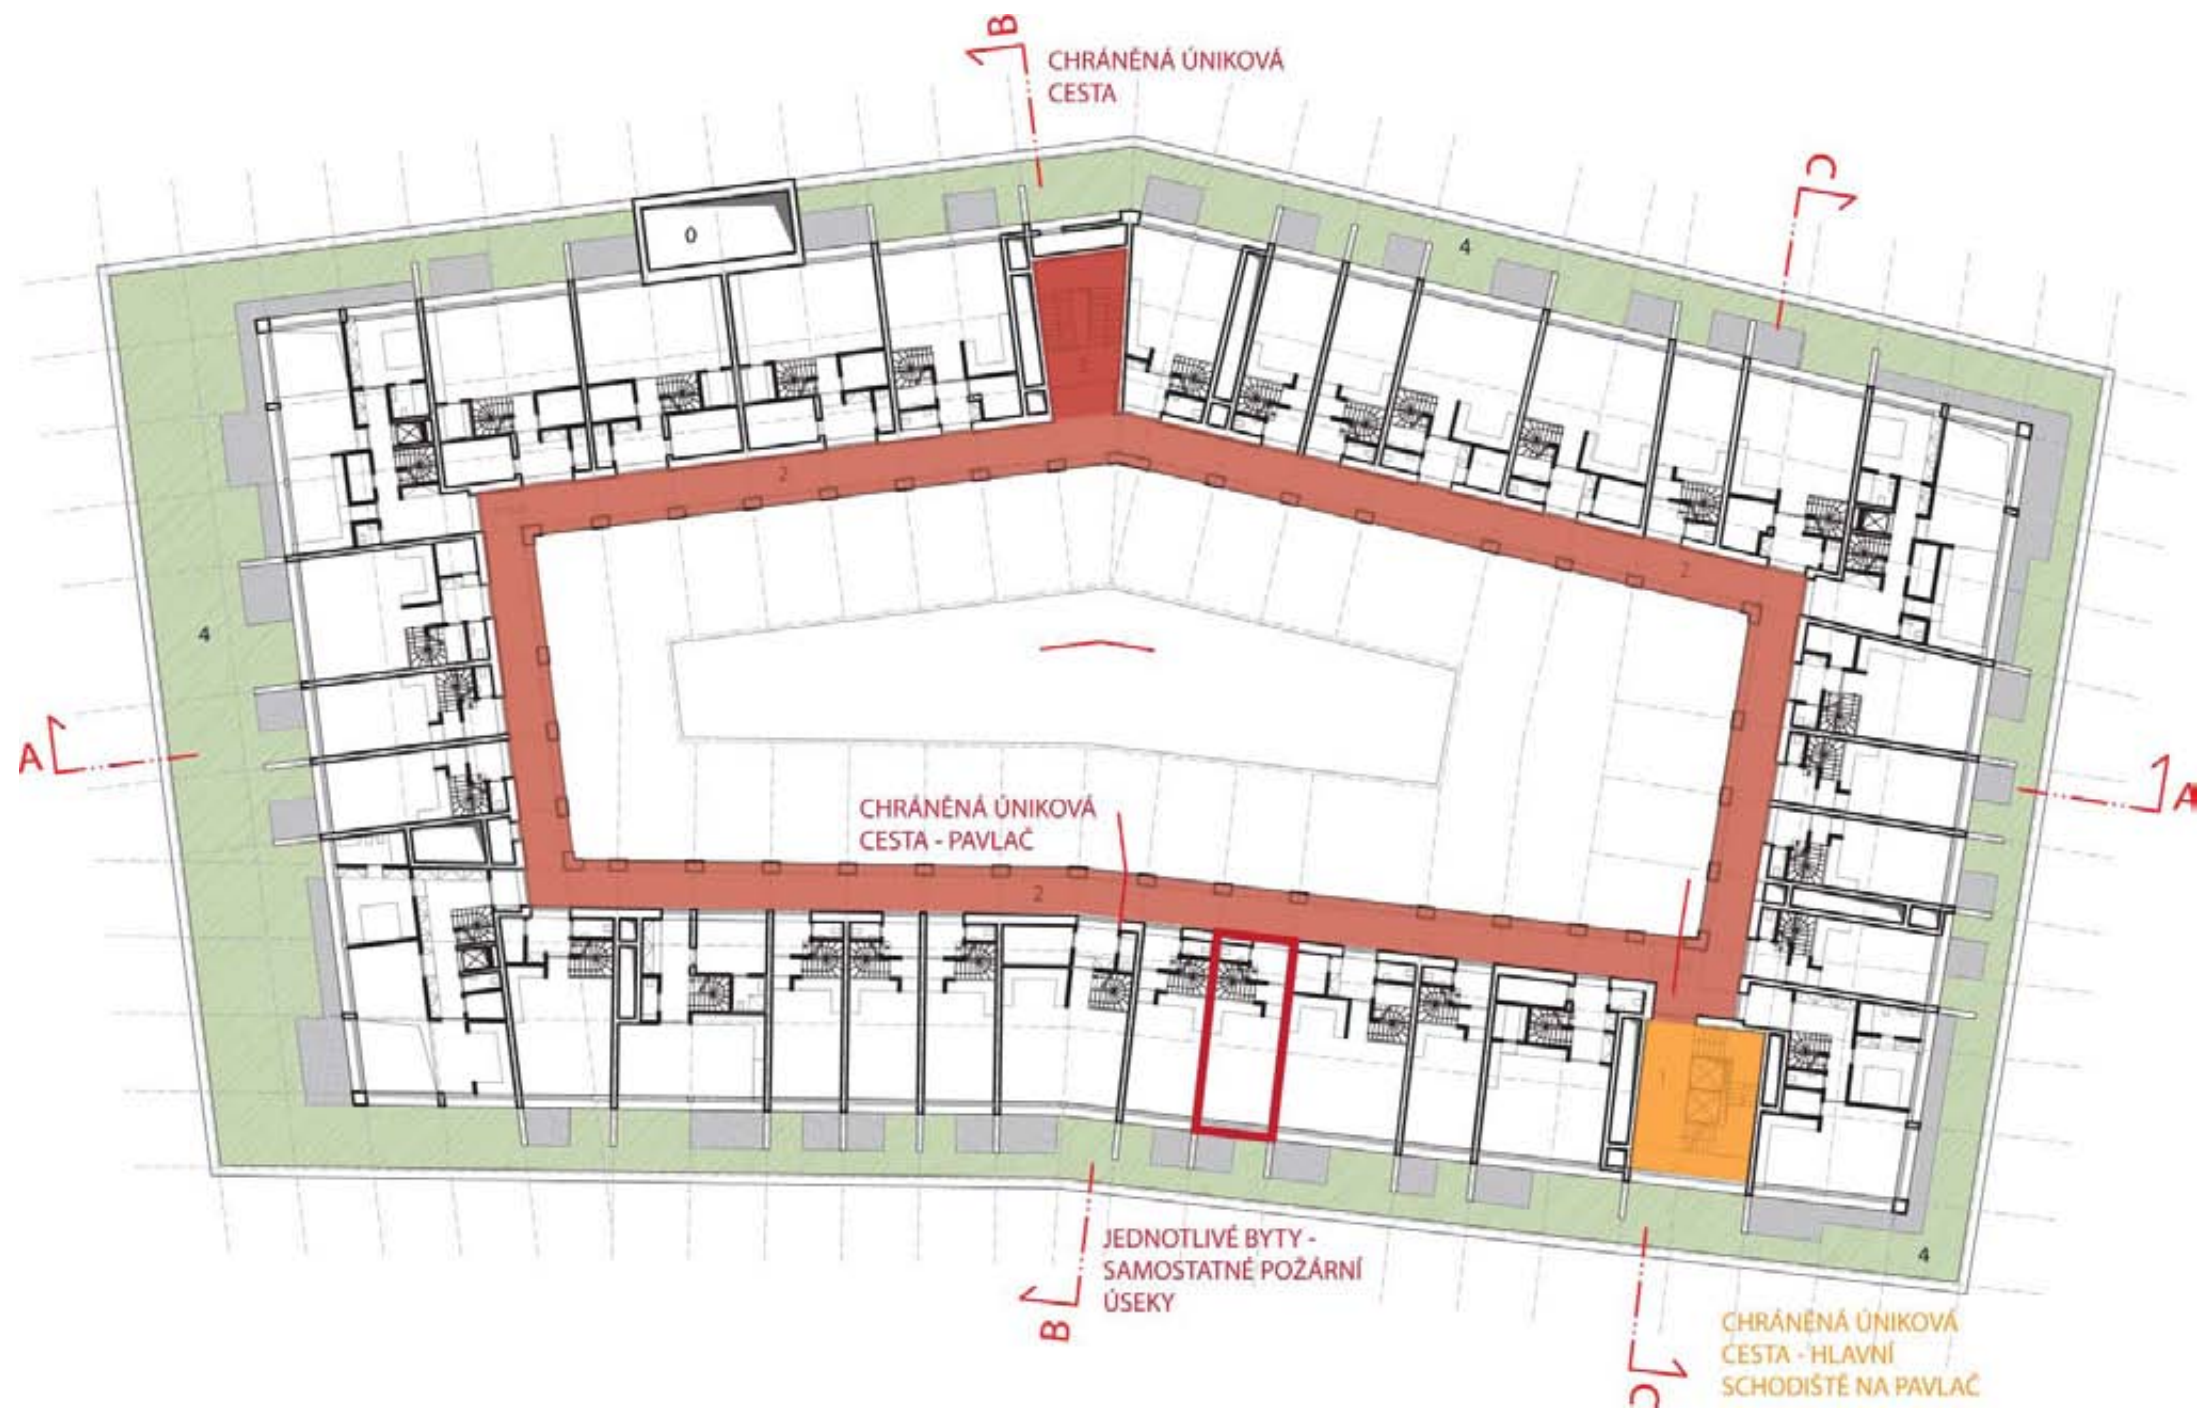 B
CHRÁNĚNÁ ÚNIKOVÁ
CESTA
C
0
4
2
2
4
A
A
CHRÁNĚNÁ ÚNIKOVÁ
CESTA - PAVLAČ
2
1
4
JEDNOTLIVÉ BYTY -
SAMOSTATNÉ POŽÁRNÍ
ÚSEKY
B
CHRÁNĚNÁ ÚNIKOVÁ
CESTA - HLAVNÍ
SCHODIŠTĚ NA PAVLAČ
C